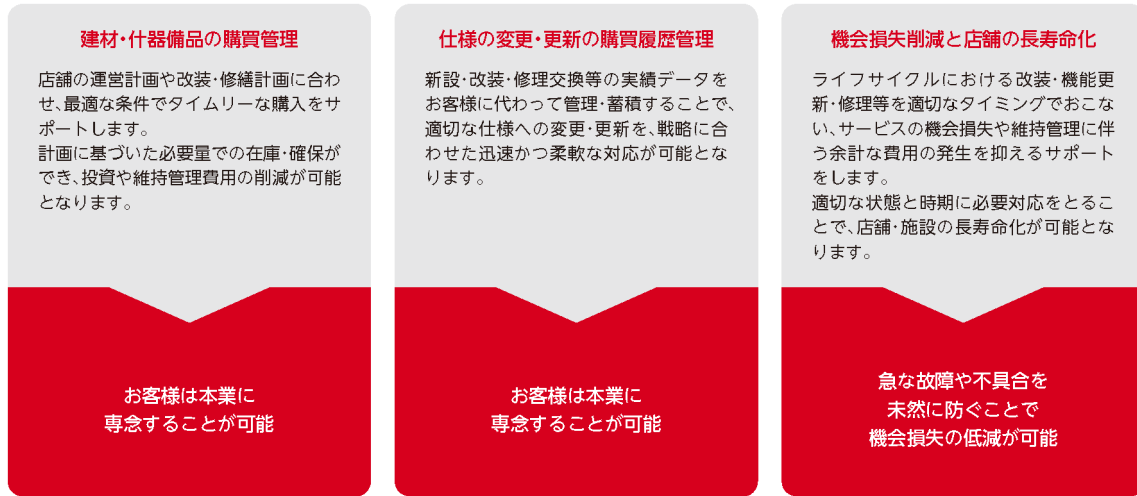 建材・什器備品の購買管理
店舗の運営計画や改装・修繕計画に合わ
せ、最適な条件でタイムリーな購入をサ
ポートします。
計画に基づいた必要量での在庫・確保が
でき、投資や維持管理費用の削減が可能
となります。
お客様は本業に
専念することが可能
仕様の変更・更新の購買履歴管理
新設・改装・修理交換等の実績データを
お客様に代わって管理・蓄積することで、
適切な仕様への変更・更新を、戦略に合
わせた迅速かつ柔軟な対応が可能とな
ります。
お客様は本業に
専念することが可能
機会損失削減と店舗の長寿命化
ライフサイクルにおける改装・機能更
新・修理等を適切なタイミングでおこな
い、サービスの機会損失や維持管理に伴
う余計な費用の発生を抑えるサポート
をします。
適切な状態と時期に必要対応をとるこ
とで、店舗・施設の長寿命化が可能とな
ります。
急な故障や不具合を
未然に防ぐことで
機会損失の低減が可能